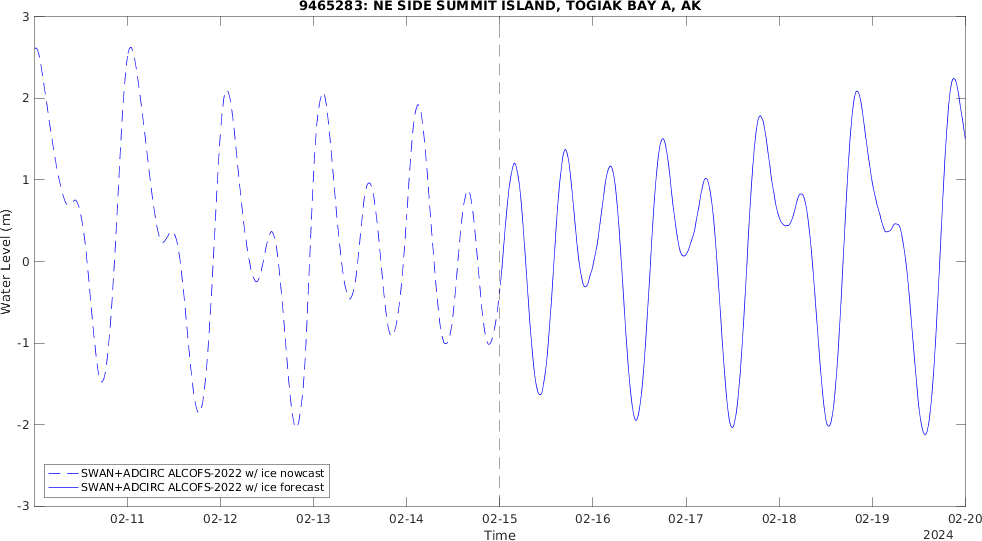 9465283: NE SIDE SUMMIT ISLAND, TOGIAK BAY A, AK
3
2
1
0
-1
-2
-3
Water Level (m)
SWAN+ADCIRC ALCOFS-2022 w/ ice nowcast
SWAN+ADCIRC ALCOFS-2022 w/ ice forecast
02-11 02-12 02-13 02-14 02-15 02-16 02-17 02-18 02-19 02-20
Time
2024